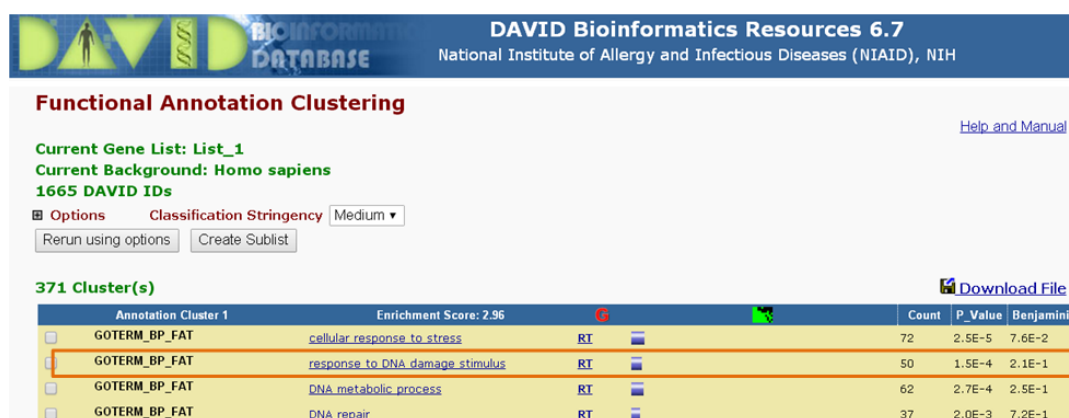 DAVID BIOINFORMATICS DATABASE
DAVID Bioinformatics Resources 6.7
National Institute of Allergy and Infectious Diseases (NIAID), NIH
Functional Annotation Clustering
Help and Manual
Current Gene List: List_1
Current Background: Homo sapiens
1665 DAVID IDs
Options Classification Stringency Medium
Rerun using options Create Sublist
371 Cluster(s) Download File
Annotation Cluster 1 Enrichment Score: 2.96 G Count P_Value Benjamini
GOTERM_BP_FAT cellular response to stress RT 72 2.5E-5 7.6E-2
GOTERM_BP_FAT response to DNA damage stimulus RT 50 1.5E-4 2.1E-1
GOTERM_BP_FAT DNA metabolic process RT 62 2.7E-4 2.5E-1
GOTERM_BP_FAT DNA repair RT 37 2.0E-3 7.2E-1